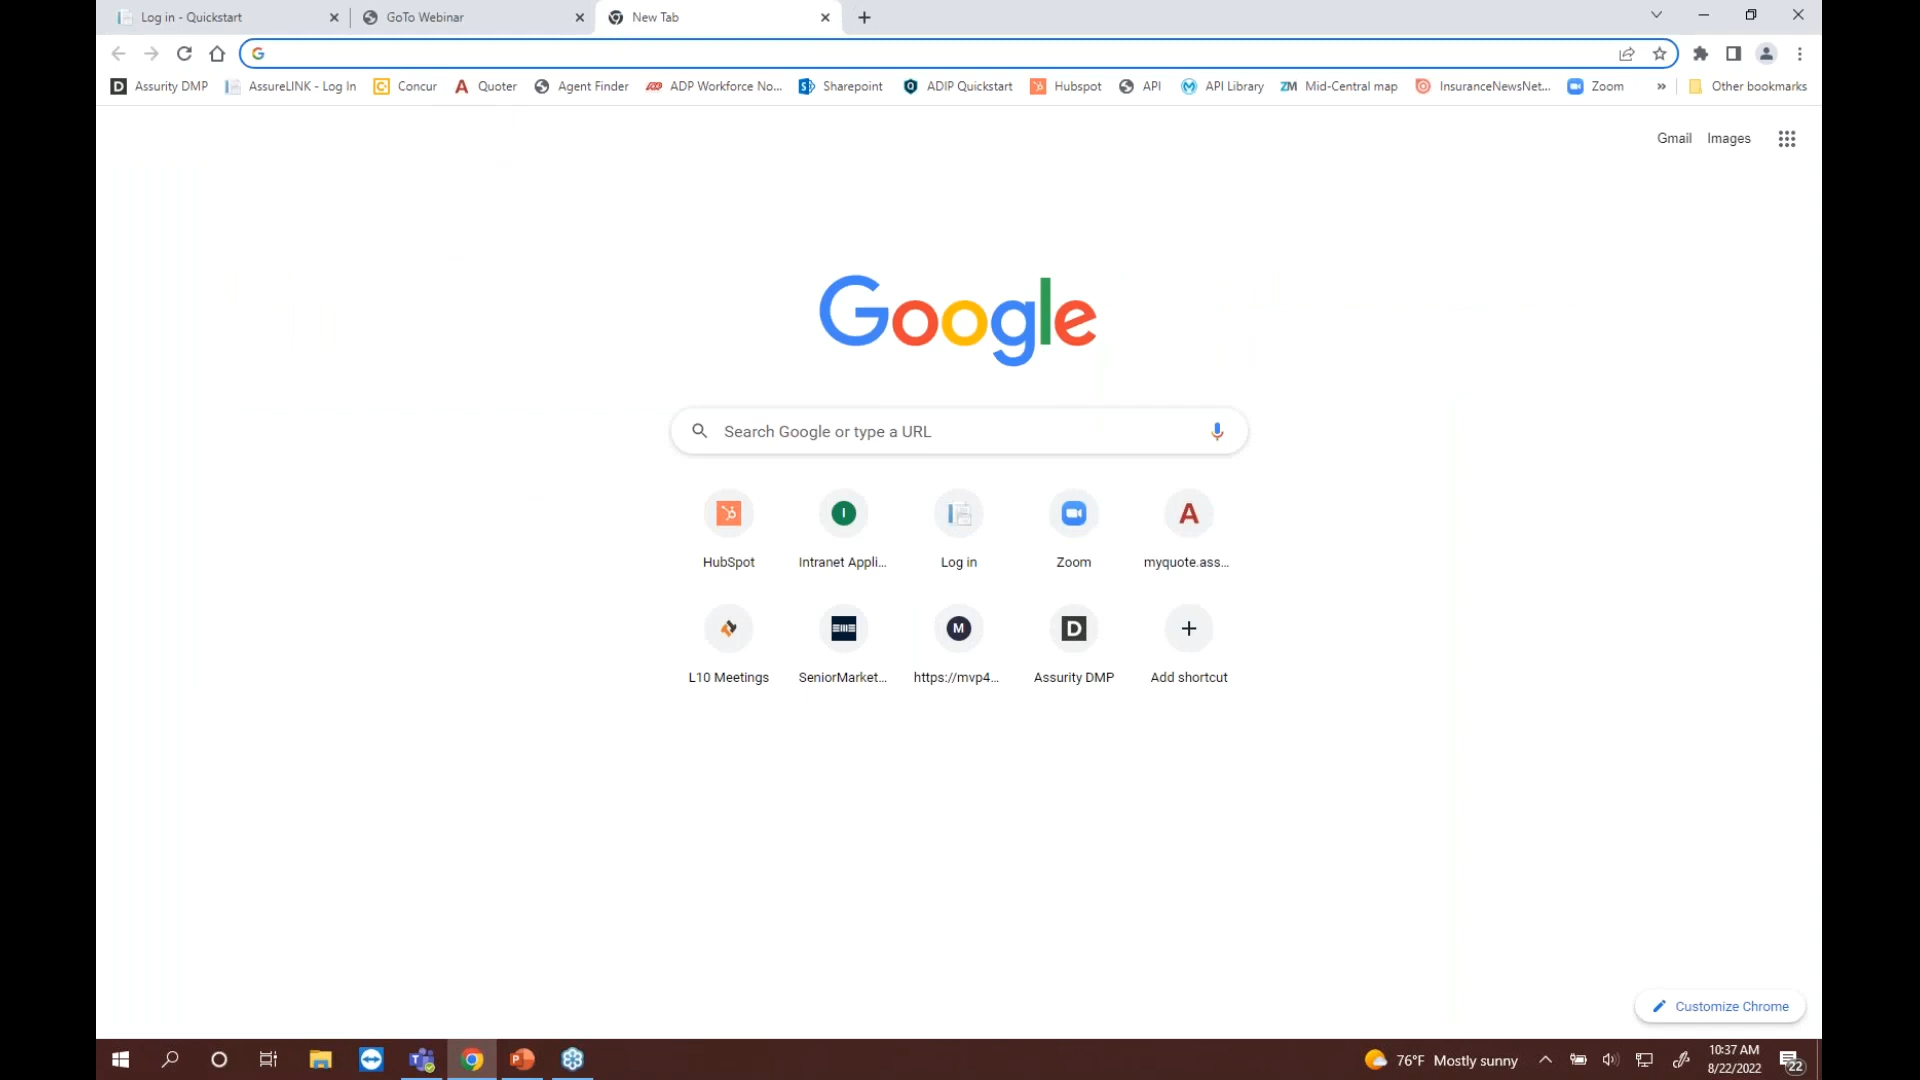 Log in - Quickstart
GoTo Webinar
New Tab
Assurity DMP
AssureLINK - Log In
Concur
Quoter
Agent Finder
ADP Workforce No...
Sharepoint
ADIP Quickstart
Hubspot
API
API Library
ZM Mid-Central map
InsuranceNewsNet...
Zoom
»
Other bookmarks
Gmail Images
Google
Search Google or type a URL
HubSpot
Intranet Appli...
Log in
Zoom
myquote.ass...
L10 Meetings
SeniorMarket...
https://mvp4...
Assurity DMP
Add shortcut
Customize Chrome
76°F Mostly sunny
10:37 AM
8/22/2022
22